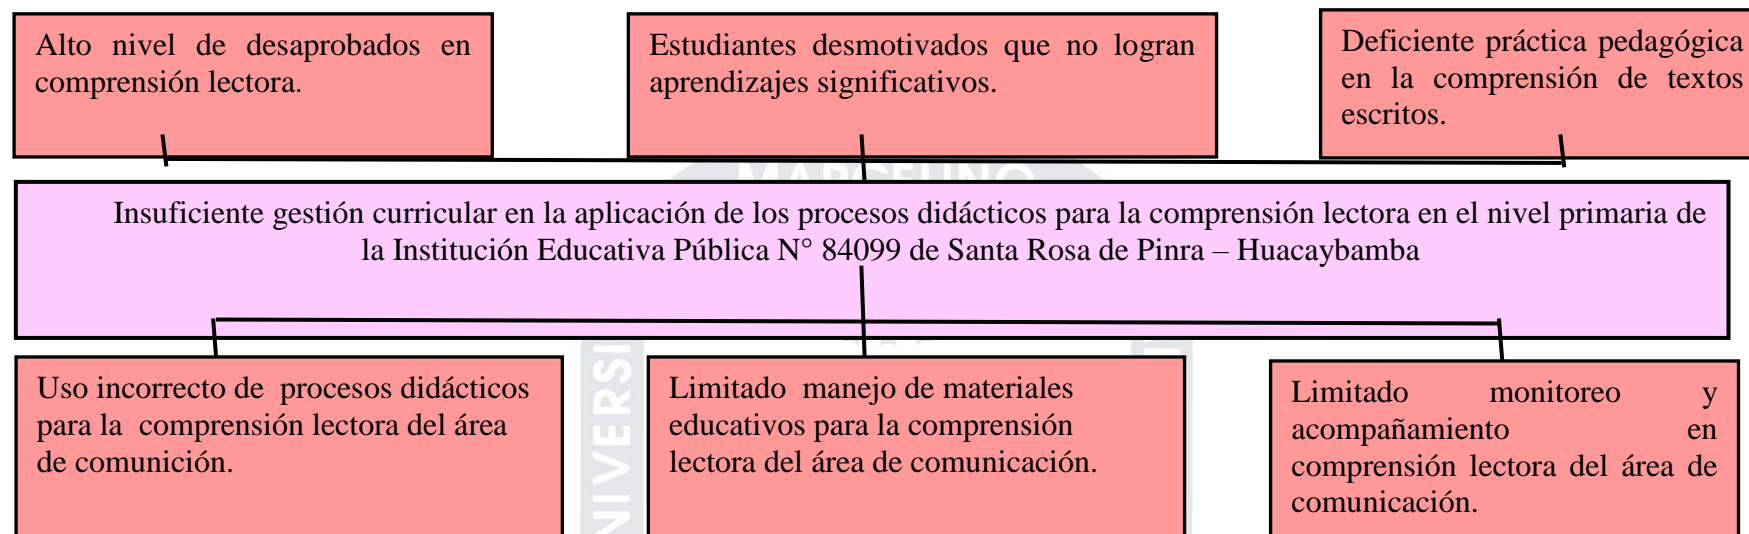 Alto nivel de desaprobados en
comprensión lectora.
Estudiantes desmotivados que no logran
aprendizajes significativos.
Deficiente práctica pedagógica
en la comprensión de textos
escritos.
MARCELINO
Insuficiente gestión curricular en la aplicación de los procesos didácticos para la comprensión lectora en el nivel primaria de
la Institución Educativa Pública N° 84099 de Santa Rosa de Pinra – Huacaybamba
Uso incorrecto de procesos didácticos
para la comprensión lectora del área
de comunición.
Limitado manejo de materiales
educativos para la comprensión
lectora del área de comunicación.
Limitado monitoreo y
acompañamiento en
comprensión lectora del área de
comunicación.